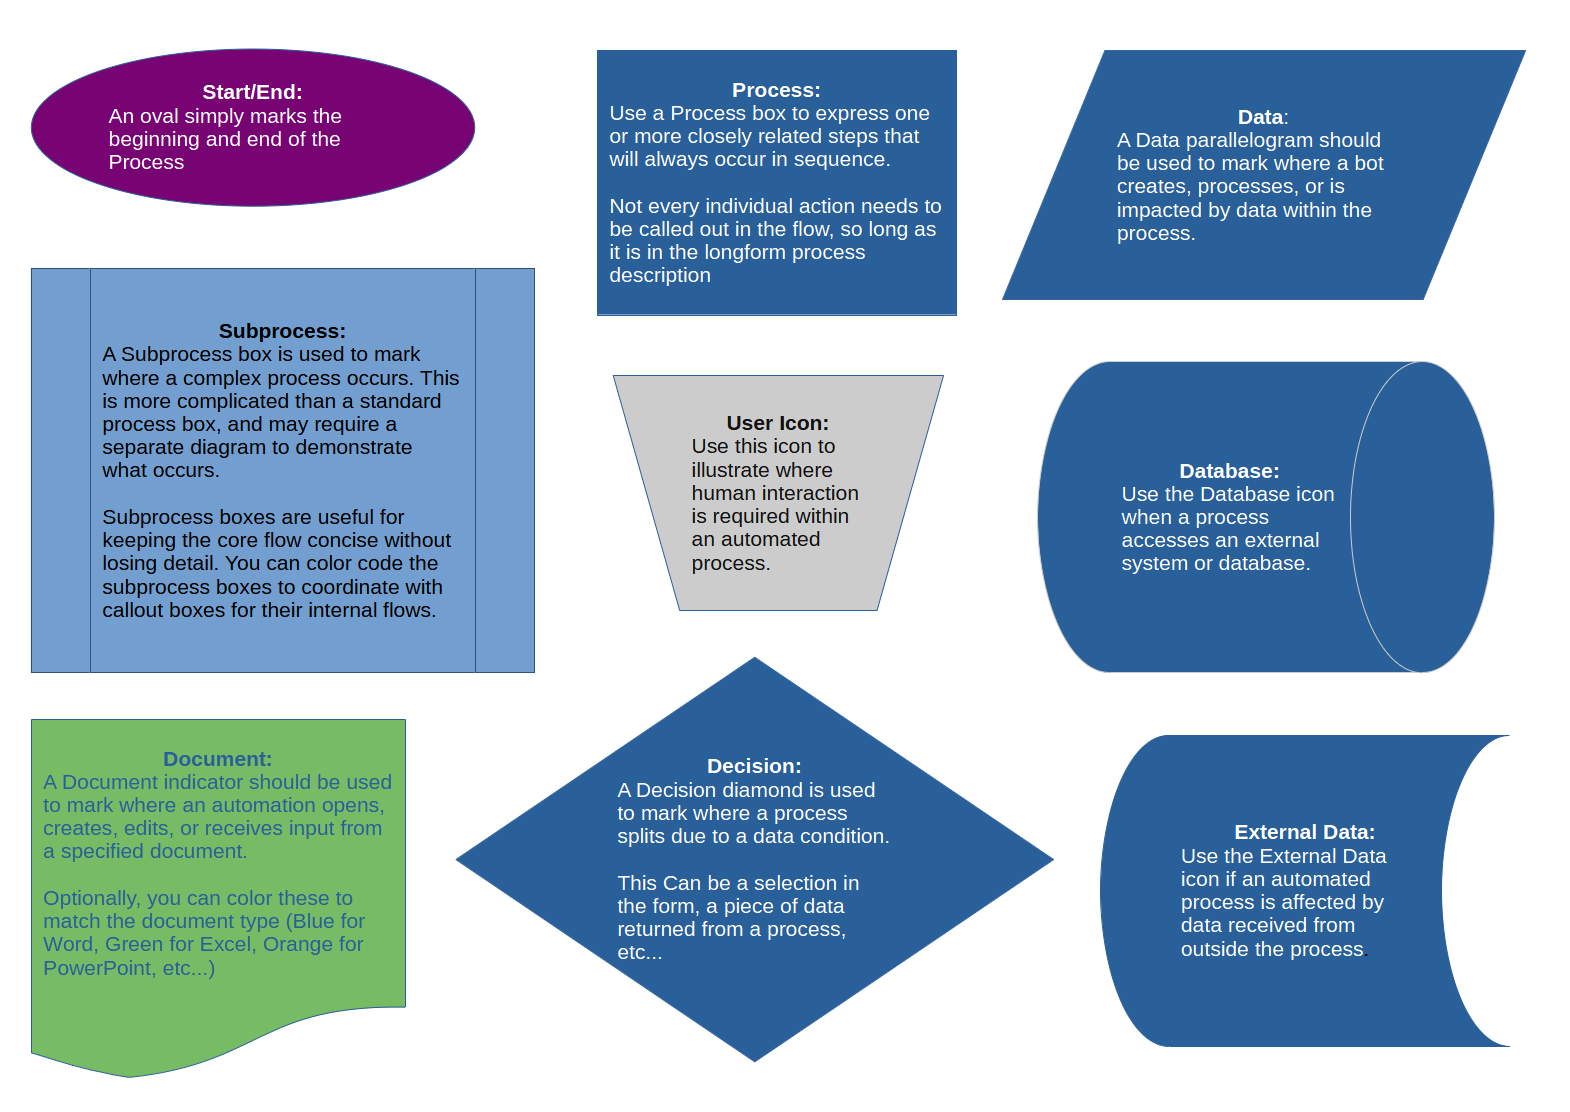 Start/End:
An oval simply marks the
beginning and end of the
Process
Process:
Use a Process box to express one
or more closely related steps that
will always occur in sequence.
Not every individual action needs to
be called out in the flow, so long as
it is in the longform process
description
Data:
A Data parallelogram should
be used to mark where a bot
creates, processes, or is
impacted by data within the
process.
Subprocess:
A Subprocess box is used to mark
where a complex process occurs. This
is more complicated than a standard
process box, and may require a
separate diagram to demonstrate
what occurs.
Subprocess boxes are useful for
keeping the core flow concise without
losing detail. You can color code the
subprocess boxes to coordinate with
callout boxes for their internal flows.
User Icon:
Use this icon to
illustrate where
human interaction
is required within
an automated
process.
Database:
Use the Database icon
when a process
accesses an external
system or database.
Document:
A Document indicator should be used
to mark where an automation opens,
creates, edits, or receives input from
a specified document.
Optionally, you can color these to
match the document type (Blue for
Word, Green for Excel, Orange for
PowerPoint, etc...)
Decision:
A Decision diamond is used
to mark where a process
splits due to a data condition.
This Can be a selection in
the form, a piece of data
returned from a process,
etc...
External Data:
Use the External Data
icon if an automated
process is affected by
data received from
outside the process.